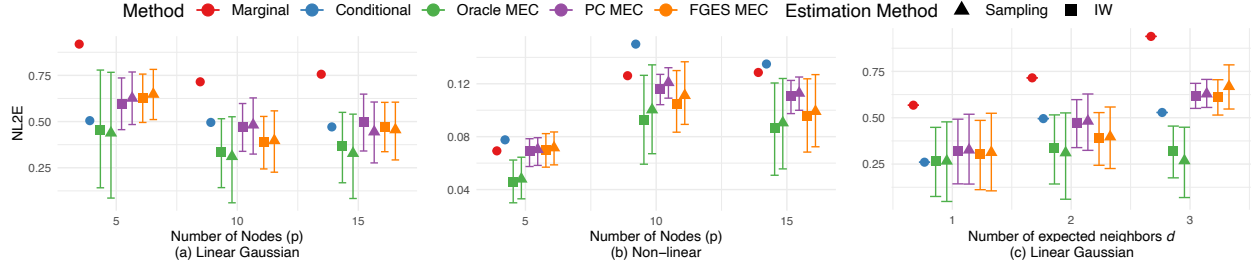 Method Marginal Conditional Oracle MEC PC MEC FGES MEC Estimation Method Sampling IW
NL2E
0.75
0.50
0.25
5 10 15
Number of Nodes (p)
(a) Linear Gaussian
0.12
0.08
0.04
5 10 15
Number of Nodes (p)
(b) Non−linear
0.75
0.50
0.25
1 2 3
Number of expected neighbors d
(c) Linear Gaussian